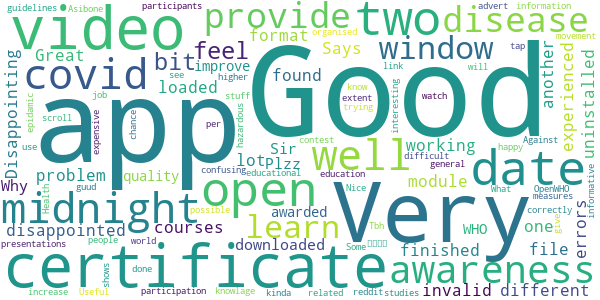 guidelines Asibone
video
provide
two
disease
participants
advert information
organised movement
Great
covid
bit
feel
format
window
Says
another
Disappointing
epidemic
job
expensive
scroll
chance
loaded
improve
found
see
higher
stuff
link
tap
will
know
extent
trying
interesting
watch
experienced
uninstalled
app
Good
Very
use
Why
problem
quality
guud
per
hazardous
Sir
lot
Plzz
confusing
educational
contest
education
well
working
difficult
general
happy
Against
module
date
informative
midnight
open
Health
courses
learn
awarded
possible
Nice
What
OpenWHO
measures
correctly
disappointed
presentations
people
world
downloaded
Tbh
Some
WHO
finished
give
file
one
errors
certificate
awareness
increase
shows
done
Useful
participation
knowlage
kinda
related
reddit
studies
invalid
different